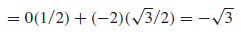 = 0(1/2) + (−2)(√3/2) = −√3